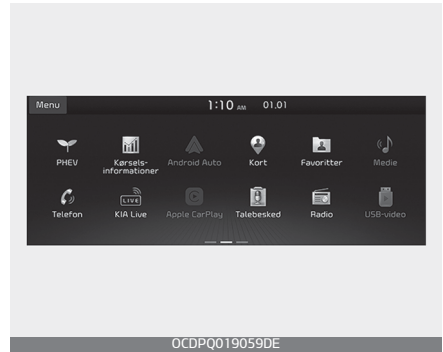 Menu 1:10 AM 01.01
PHEV Kørsels-informationer Android Auto Kort Favoritter Medie
LIVE
Telefon KIA Live Apple CarPlay Talebesked Radio USB-video
OCDPQ019059DE